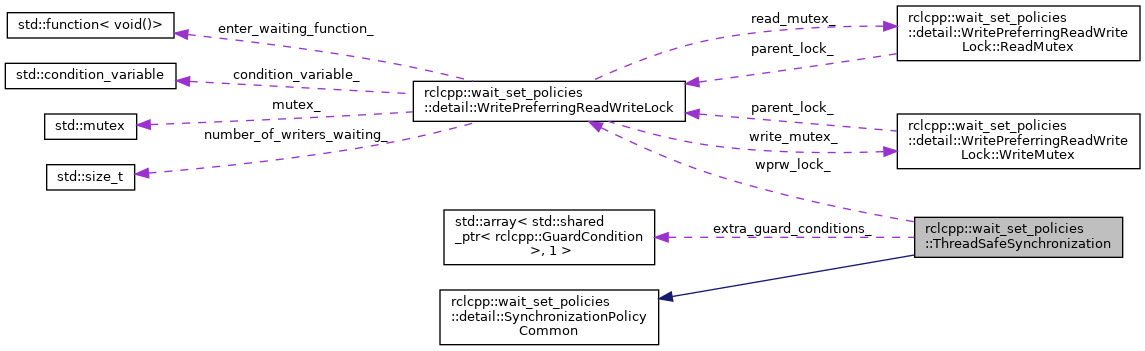 std::function< void()>
enter_waiting_function_
std::condition_variable
condition_variable_
std::mutex
mutex_
std::size_t
number_of_writers_waiting_
rclcpp::wait_set_policies
::detail::WritePreferringReadWriteLock
read_mutex_
parent_lock_
rclcpp::wait_set_policies
::detail::WritePreferringReadWrite
Lock::ReadMutex
parent_lock_
write_mutex_
wprw_lock_
rclcpp::wait_set_policies
::detail::WritePreferringReadWrite
Lock::WriteMutex
std::array< std::shared
_ptr< rclcpp::GuardCondition
>, 1 >
extra_guard_conditions_
rclcpp::wait_set_policies
::ThreadSafeSynchronization
rclcpp::wait_set_policies
::detail::SynchronizationPolicy
Common